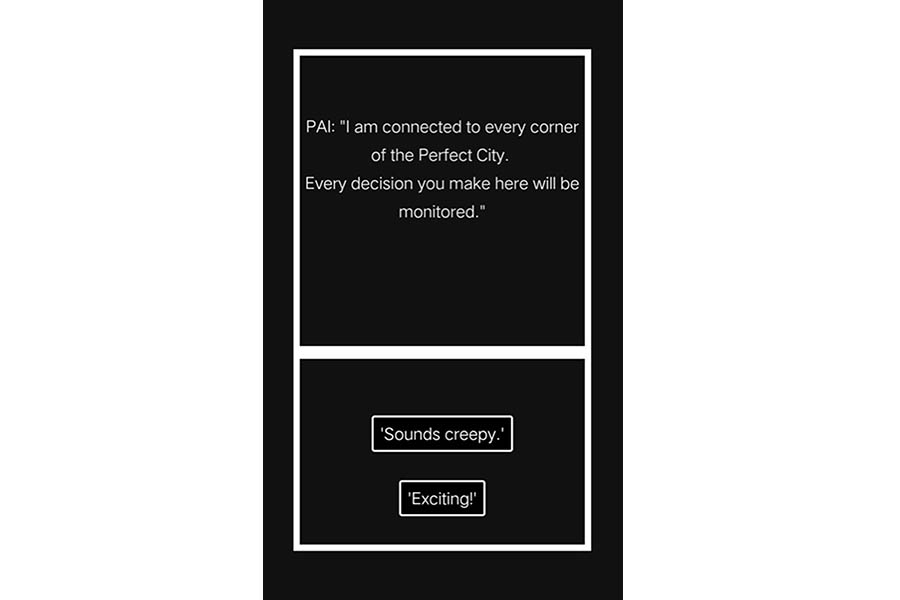 PAI: "I am connected to every corner
of the Perfect City.
Every decision you make here will be
monitored."
'Sounds creepy.'
'Exciting!'